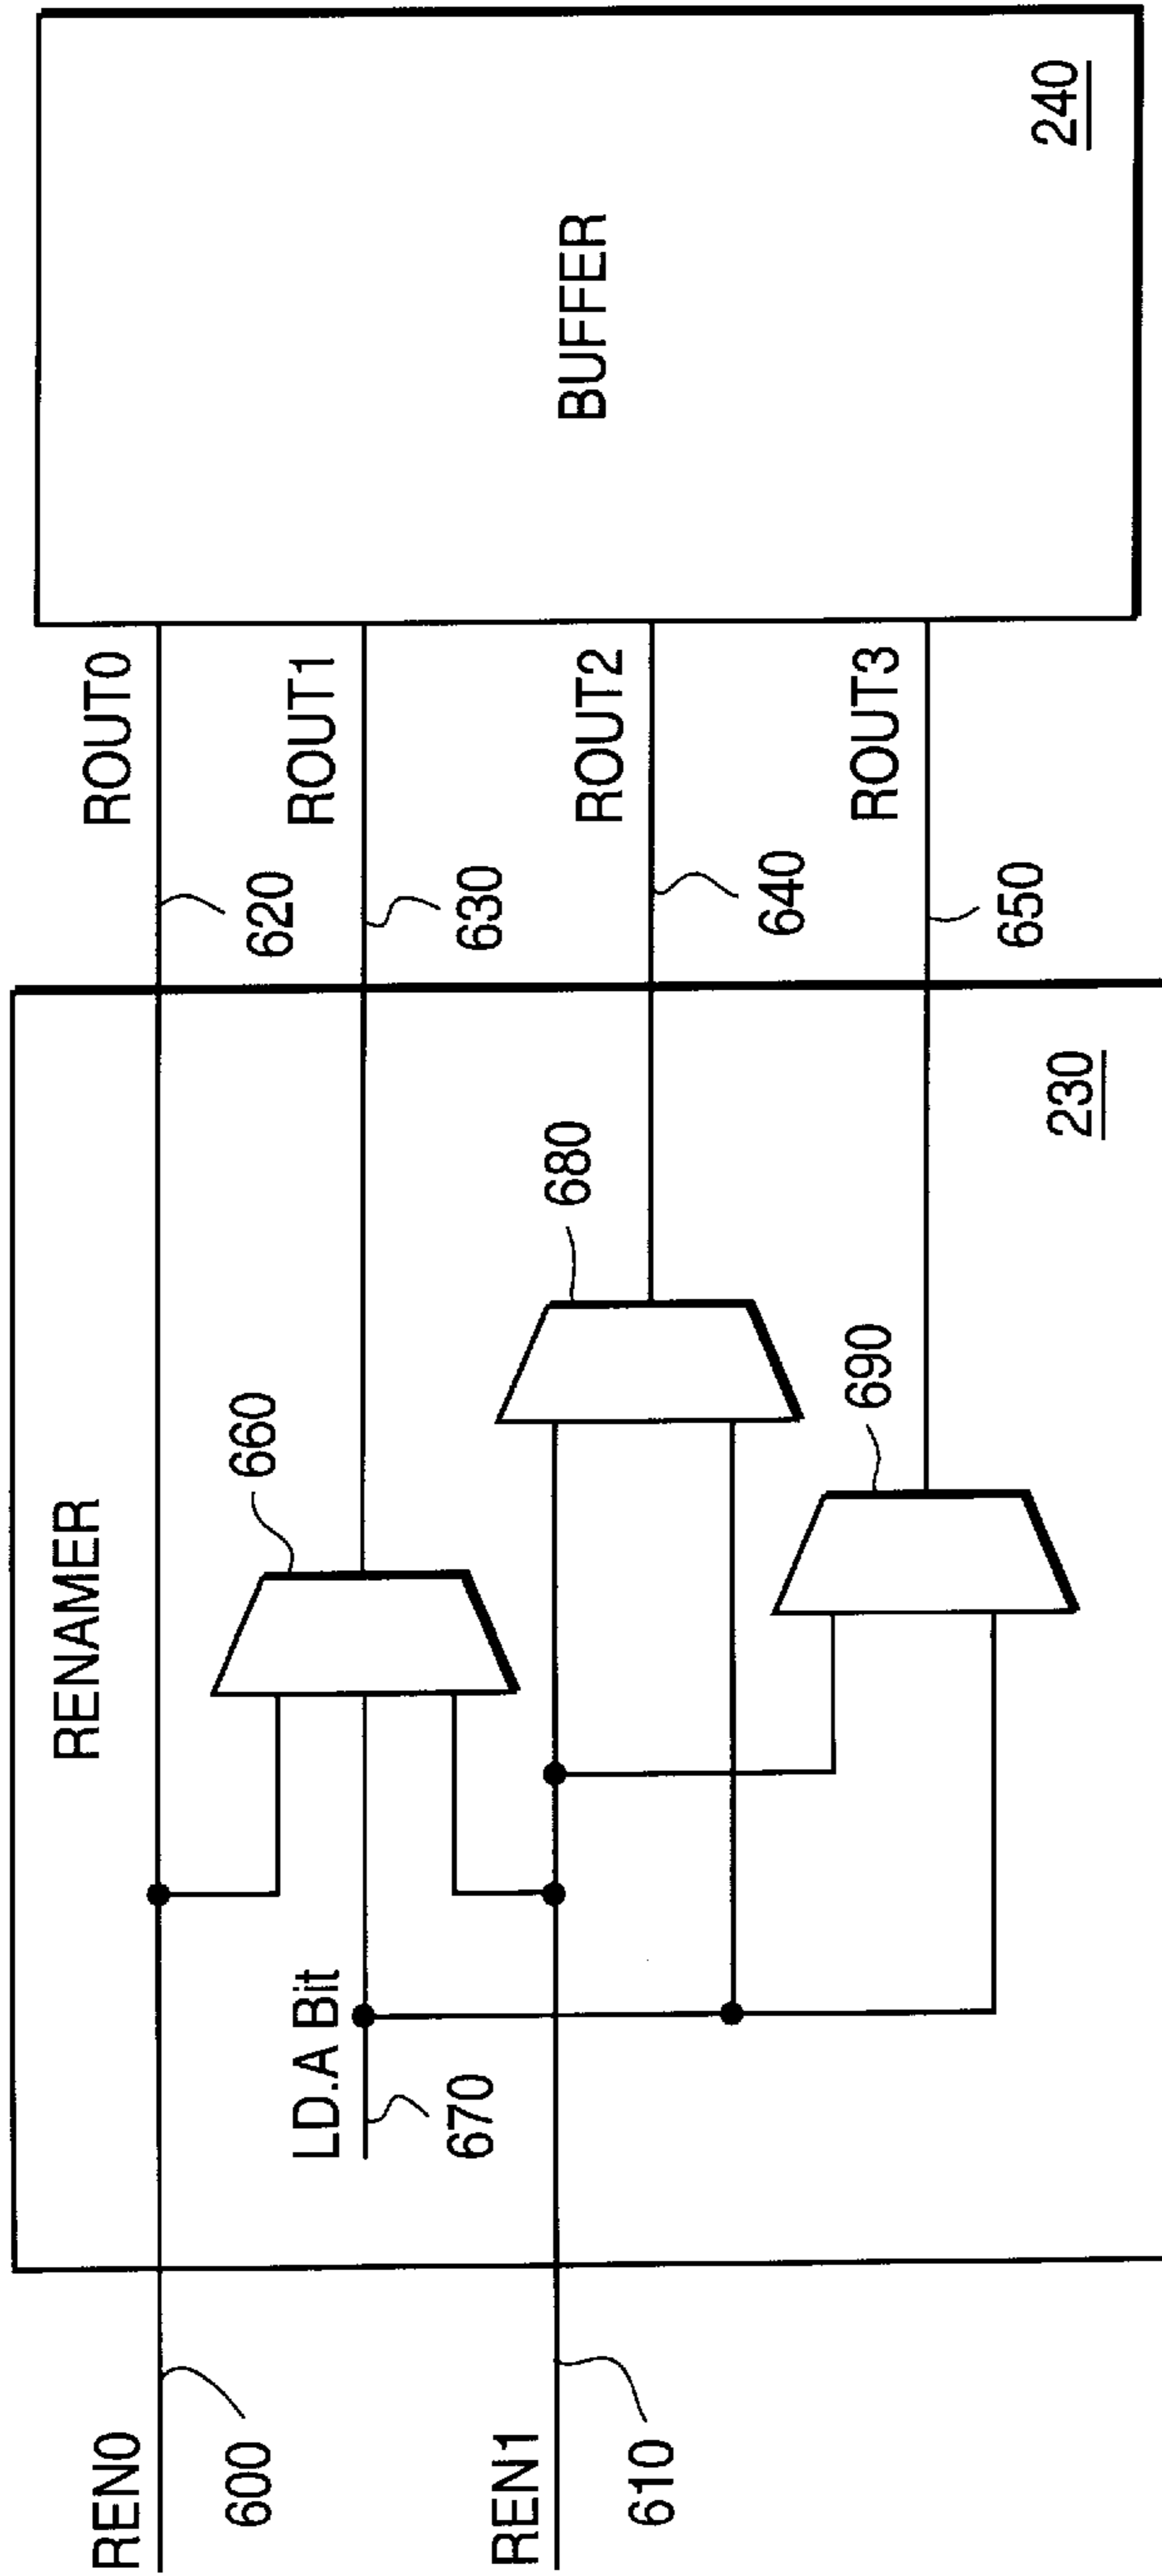 REN0
600
REN1
610
RENAMER
LD.A Bit
670
660
680
690
230
620
630
640
650
ROUT0
ROUT1
ROUT2
ROUT3
BUFFER
240